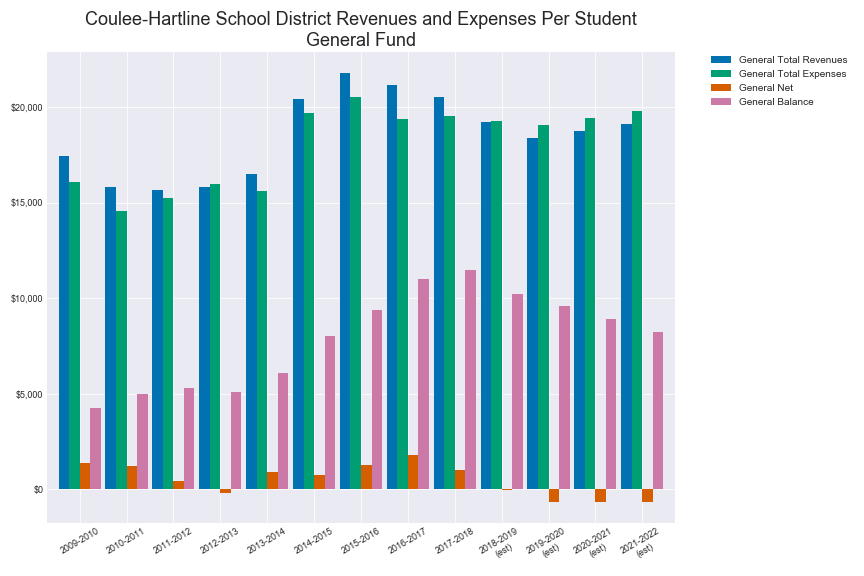 Coulee-Hartline School District Revenues and Expenses Per Student
General Fund
General Total Revenues
General Total Expenses
General Net
General Balance
$20,000
$15,000
$10,000
$5,000
$0
2009-2010
2010-2011
2011-2012
2012-2013
2013-2014
2014-2015
2015-2016
2016-2017
2017-2018
2018-2019
(est)
2019-2020
(est)
2020-2021
(est)
2021-2022
(est)